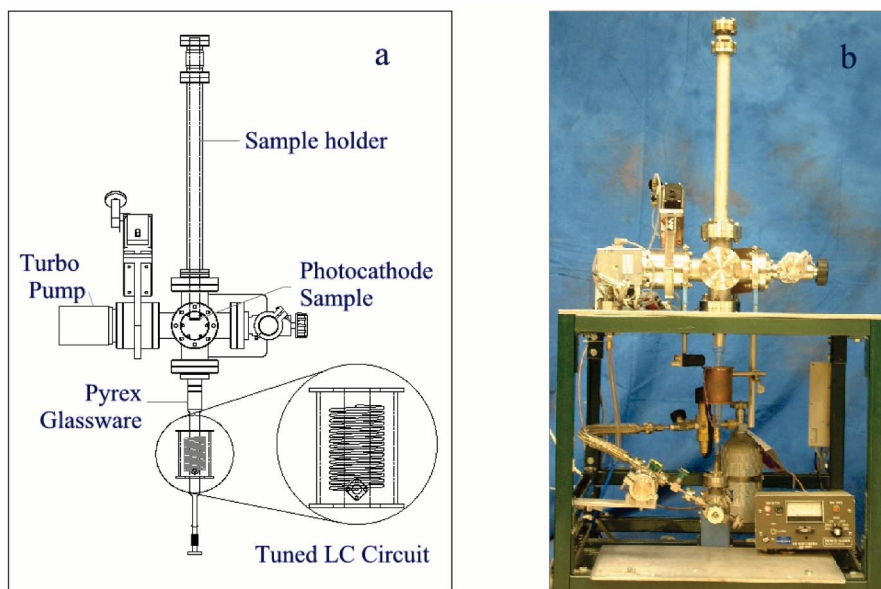 a
Sample holder
Turbo
Pump
Photocathode
Sample
Pyrex
Glassware
Tuned LC Circuit
b